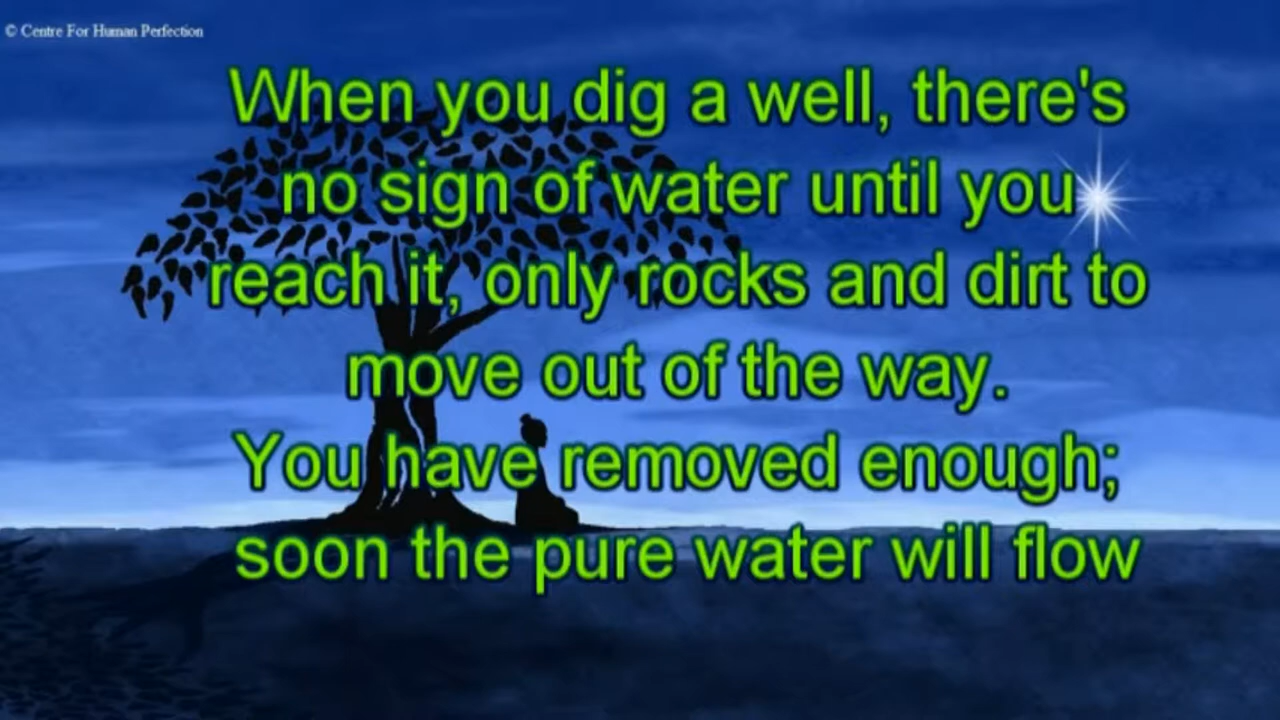 © Centre For Human Perfection
When you dig a well, there's
no sign of water until you
reach it, only rocks and dirt to
move out of the way.
You have removed enough;
soon the pure water will flow